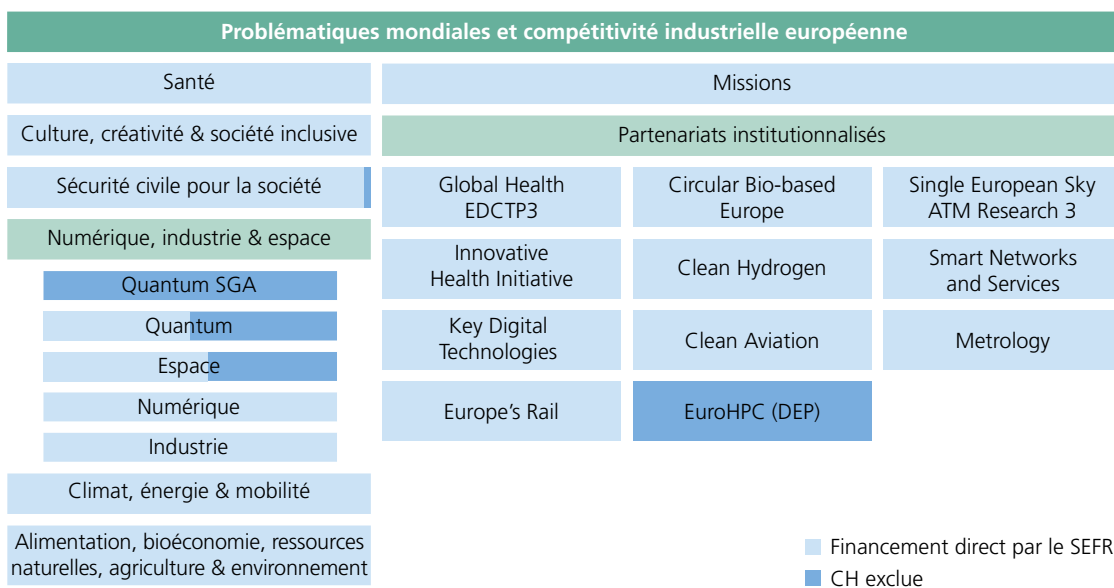 Problématiques mondiales et compétitivité industrielle européenne
Santé
Culture, créativité & société inclusive
Sécurité civile pour la société
Numérique, industrie & espace
Quantum SGA
Quantum
Espace
Numérique
Industrie
Climat, énergie & mobilité
Alimentation, bioéconomie, ressources
naturelles, agriculture & environnement
Missions
Partenariats institutionnalisés
Global Health
EDCTP3
Circular Bio-based
Europe
Single European Sky
ATM Research 3
Innovative
Health Initiative
Clean Hydrogen
Smart Networks
and Services
Key Digital
Technologies
Clean Aviation
Metrology
Europe’s Rail
EuroHPC (DEP)
Financement direct par le SEFRI
CH exclue